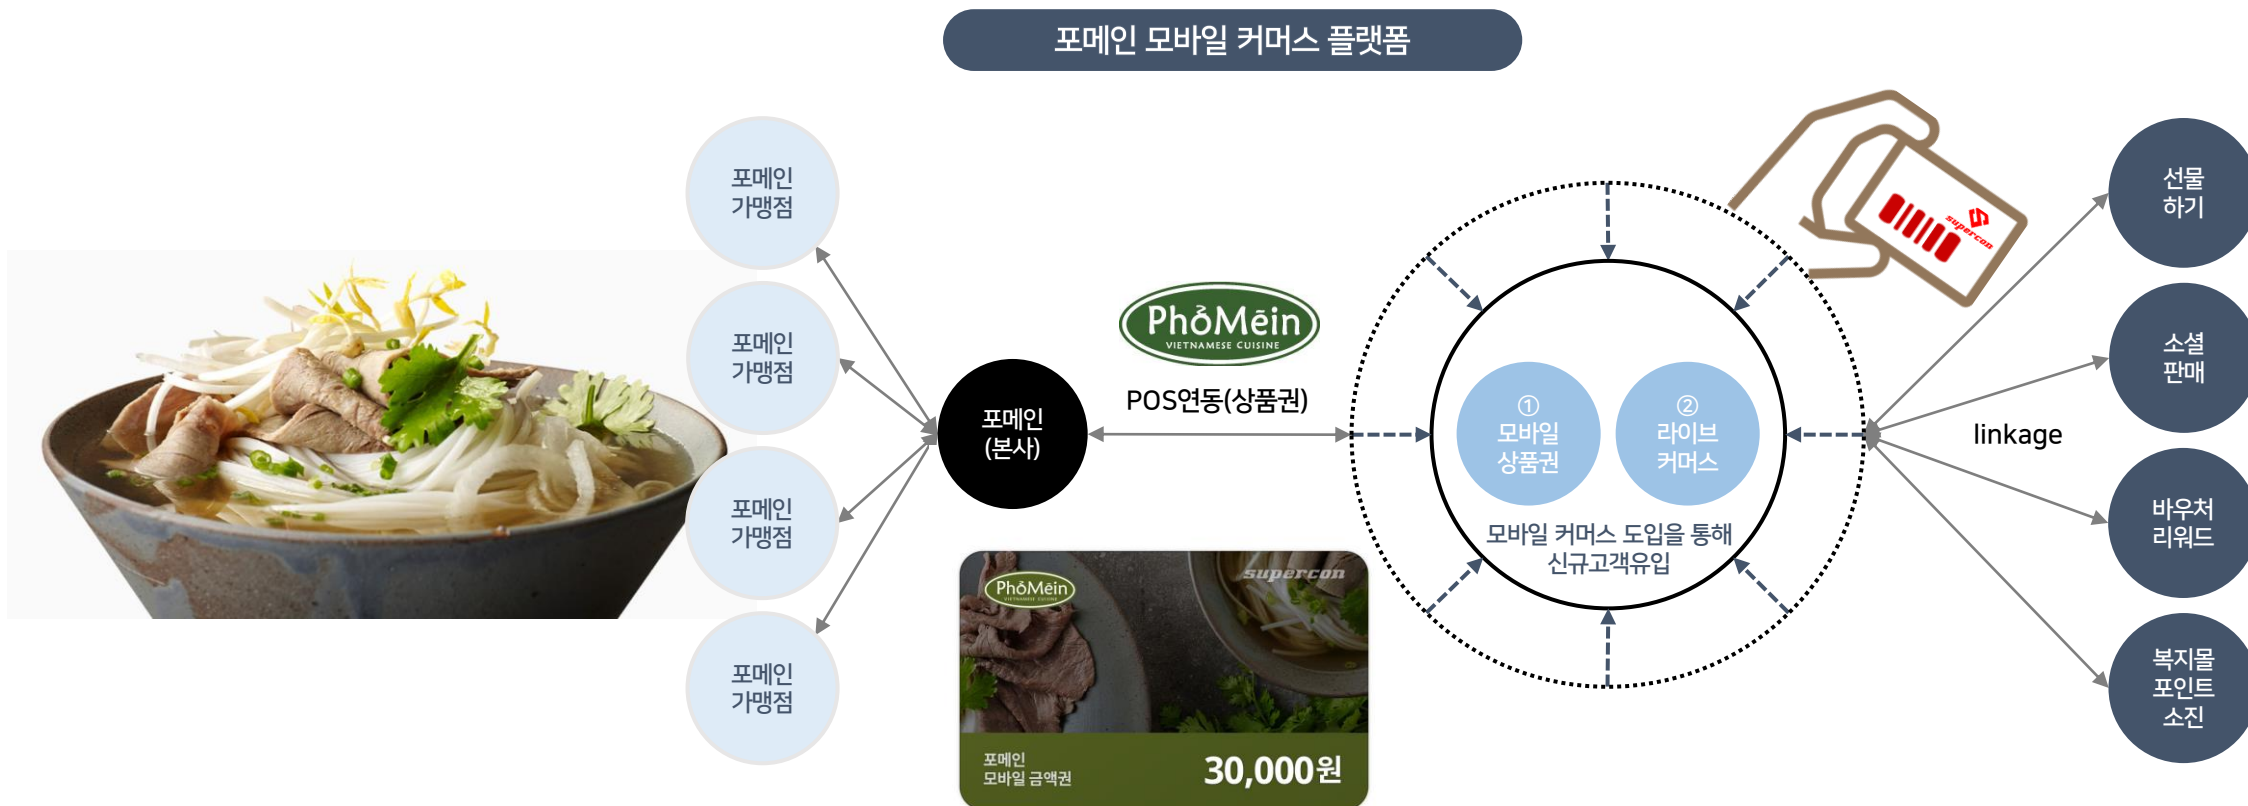 포메인 모바일 커머스 플랫폼
포메인
가맹점
포메인
가맹점
포메인
가맹점
포메인
가맹점
포메인
(본사)
PhỏMēin
VIETNAMESE CUISINE
POS연동(상품권)
①
모바일
상품권
②
라이브
커머스
모바일 커머스 도입을 통해
신규고객유입
supercon
linkage
선물
하기
소셜
판매
바우처
리워드
복지몰
포인트
소진
PhỏMēin
VIETNAMESE CUISINE
supercon
포메인
모바일 금액권
30,000원